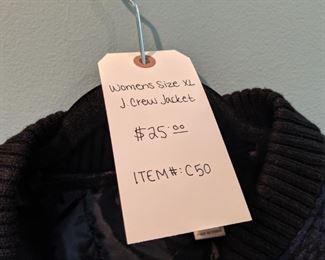 Womens Size XL
J. Crew Jacket
$25.00
ITEM#: C50